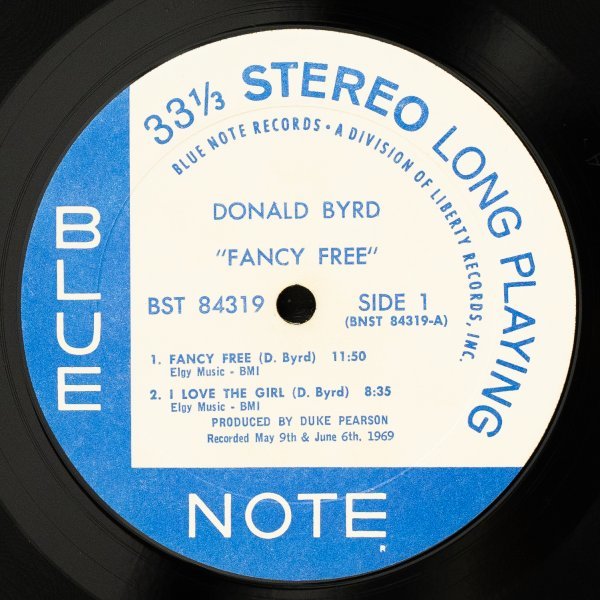 33⅓ STEREO LONG PLAYING
BLUE NOTE RECORDS • A DIVISION OF LIBERTY RECORDS, INC.
DONALD BYRD
"FANCY FREE"
BST 84319 SIDE 1
(BNST 84319-A)
1. FANCY FREE (D. Byrd) 11:50
Elgy Music - BMI
2. I LOVE THE GIRL (D. Byrd) 8:35
Elgy Music - BMI
PRODUCED BY DUKE PEARSON
Recorded May 9th & June 6th, 1969
BLUE
NOTE
R